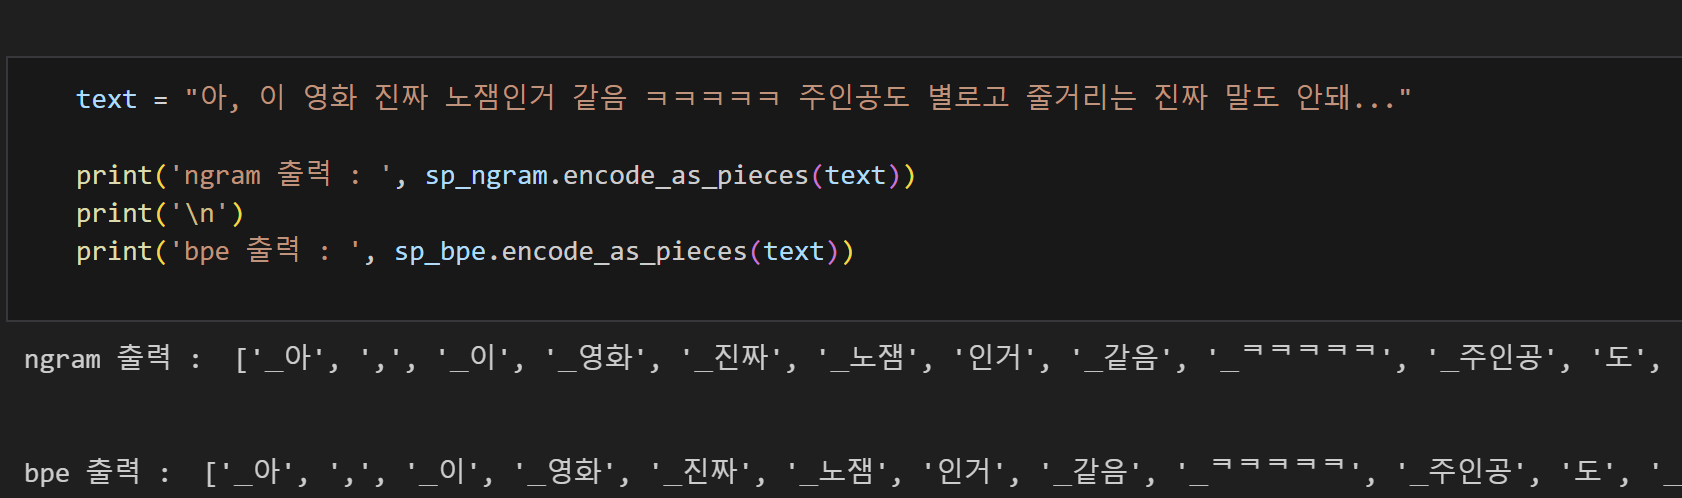 text = "아, 이 영화 진짜 노잼인거 같음 ㅋㅋㅋㅋㅋ 주인공도 별로고 줄거리는 진짜 말도 안돼..."
print('ngram 출력 : ', sp_ngram.encode_as_pieces(text))
print('\n')
print('bpe 출력 : ', sp_bpe.encode_as_pieces(text))
ngram 출력 :  ['_아', ',', '_이', '_영화', '_진짜', '_노잼', '인거', '_같음', '_ᄏᄏᄏᄏᄏ', '_주인공', '도',
bpe 출력 :  ['_아', ',', '_이', '_영화', '_진짜', '_노잼', '인거', '_같음', '_ᄏᄏᄏᄏᄏ', '_주인공', '도', '_